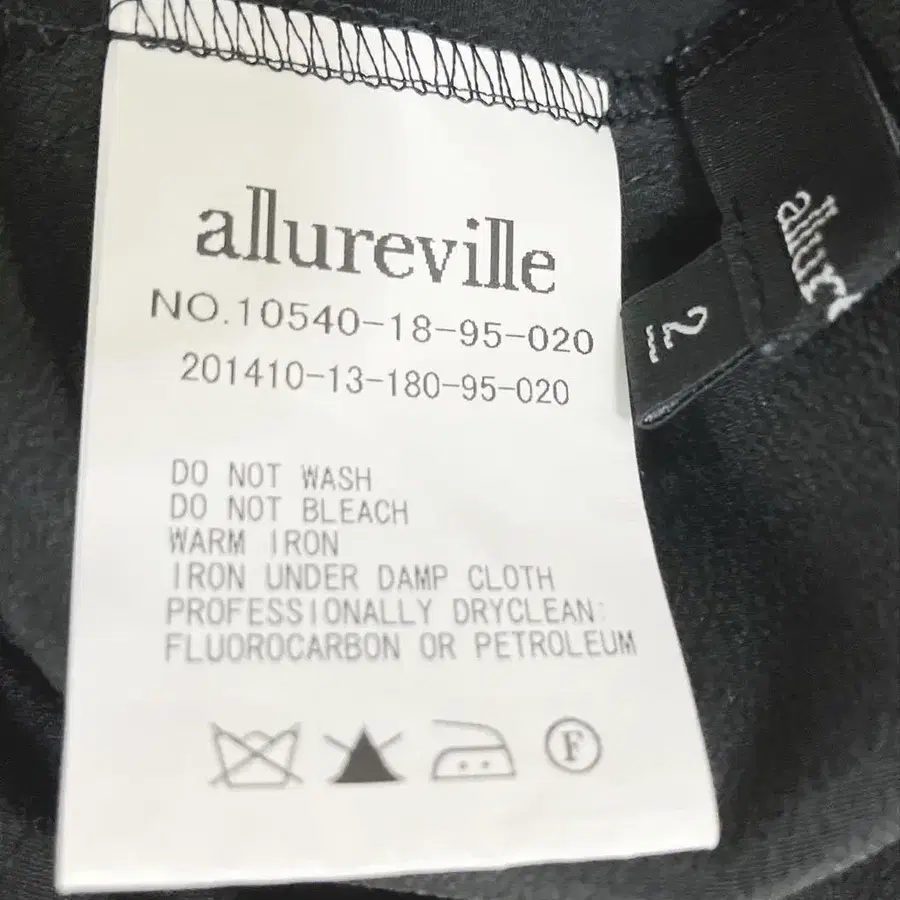 allureville
NO.10540-18-95-020
201410-13-180-95-020
DO NOT WASH
DO NOT BLEACH
WARM IRON
IRON UNDER DAMP CLOTH
PROFESSIONALLY DRYCLEAN:
FLUOROCARBON OR PETROLEUM
F
allure
2